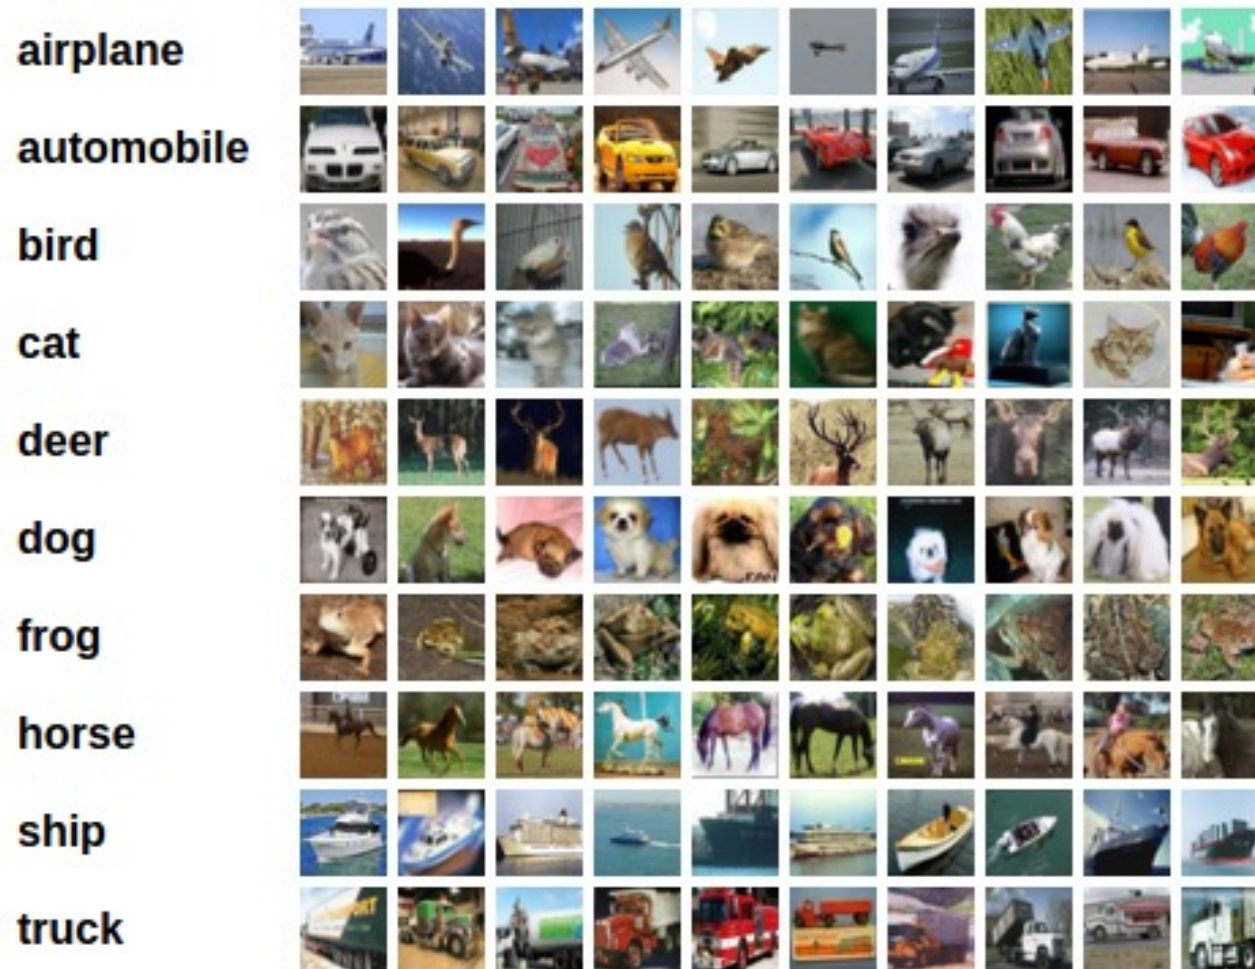 airplane
automobile
bird
cat
deer
dog
frog
horse
ship
truck